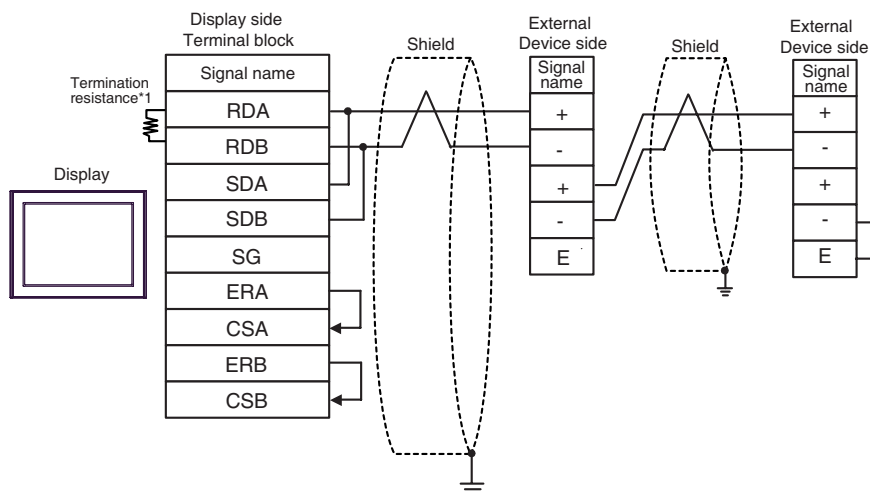 Display side
Terminal block
Shield
External
Device side
Shield
External
Device side
Termination
resistance*1
Display
Signal name
RDA
RDB
SDA
SDB
SG
ERA
CSA
ERB
CSB
Signal
name
+
-
+
-
E
Signal
name
+
-
+
-
E